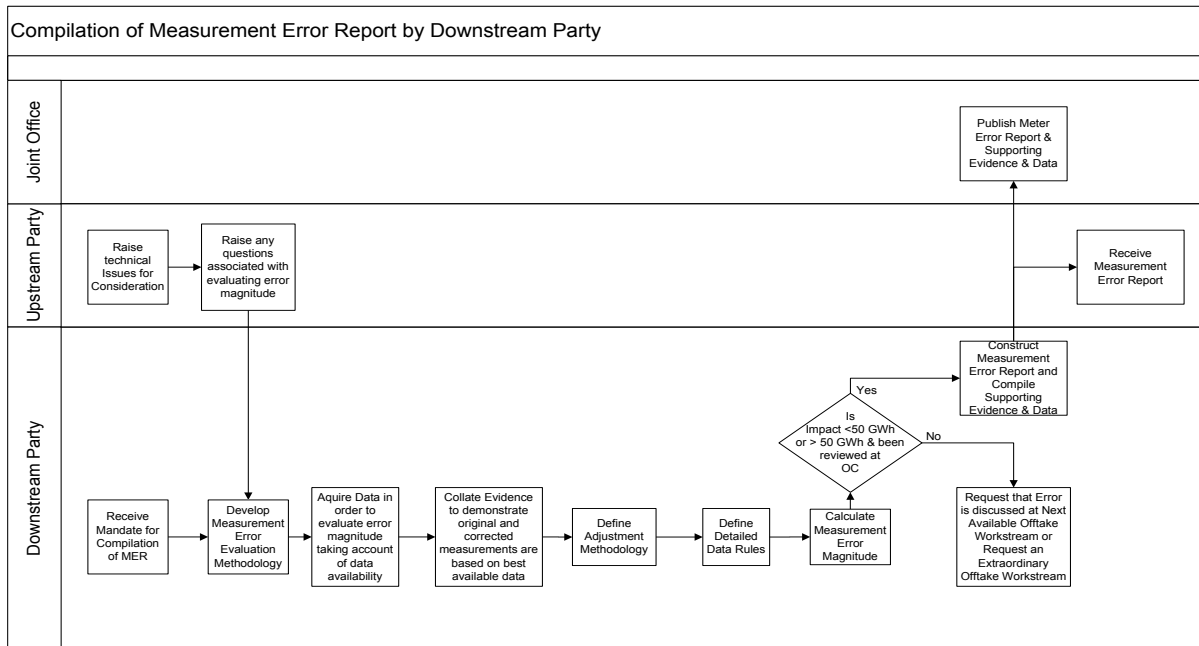 Compilation of Measurement Error Report by Downstream Party
Joint Office
Publish Meter
Error Report &
Supporting
Evidence & Data
Upstream Party
Raise
technical
Issues for
Consideration
Raise any
questions
associated with
evaluating error
magnitude
Receive
Measurement
Error Report
Downstream Party
Construct
Measurement
Error Report and
Compile
Supporting
Evidence & Data
Yes
Is
Impact <50 GWh
or > 50 GWh & been
reviewed at
OC
No
Receive
Mandate for
Compilation of
MER
Develop
Measurement
Error
Evaluation
Methodology
Aquire Data in
order to
evaluate error
magnitude
taking account
of data
availability
Collate Evidence
to demonstrate
original and
corrected
measurements are
based on best
available data
Define
Adjustment
Methodology
Define
Detailed
Data Rules
Calculate
Measurement
Error
Magnitude
Request that Error
is discussed at Next
Available Offtake
Workstream or
Request an
Extraordinary
Offtake Workstream